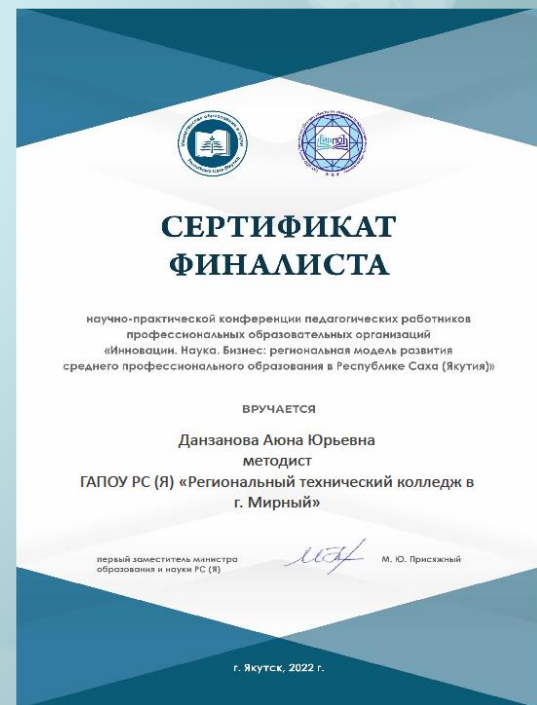 СЕРТИФИКАТ
ФИНАЛИСТА
научно-практической конференции педагогических работников
профессиональных образовательных организаций
«Инновации. Наука. Бизнес: региональная модель развития
среднего профессионального образования в Республике Саха (Якутия)»
ВРУЧАЕТСЯ
Данзанова Аюна Юрьевна
методист
ГАПОУ РС (Я) «Региональный технический колледж в
г. Мирный»
первый заместитель министра
образования и науки РС (Я)
М. Ю. Присяжный
г. Якутск, 2022 г.